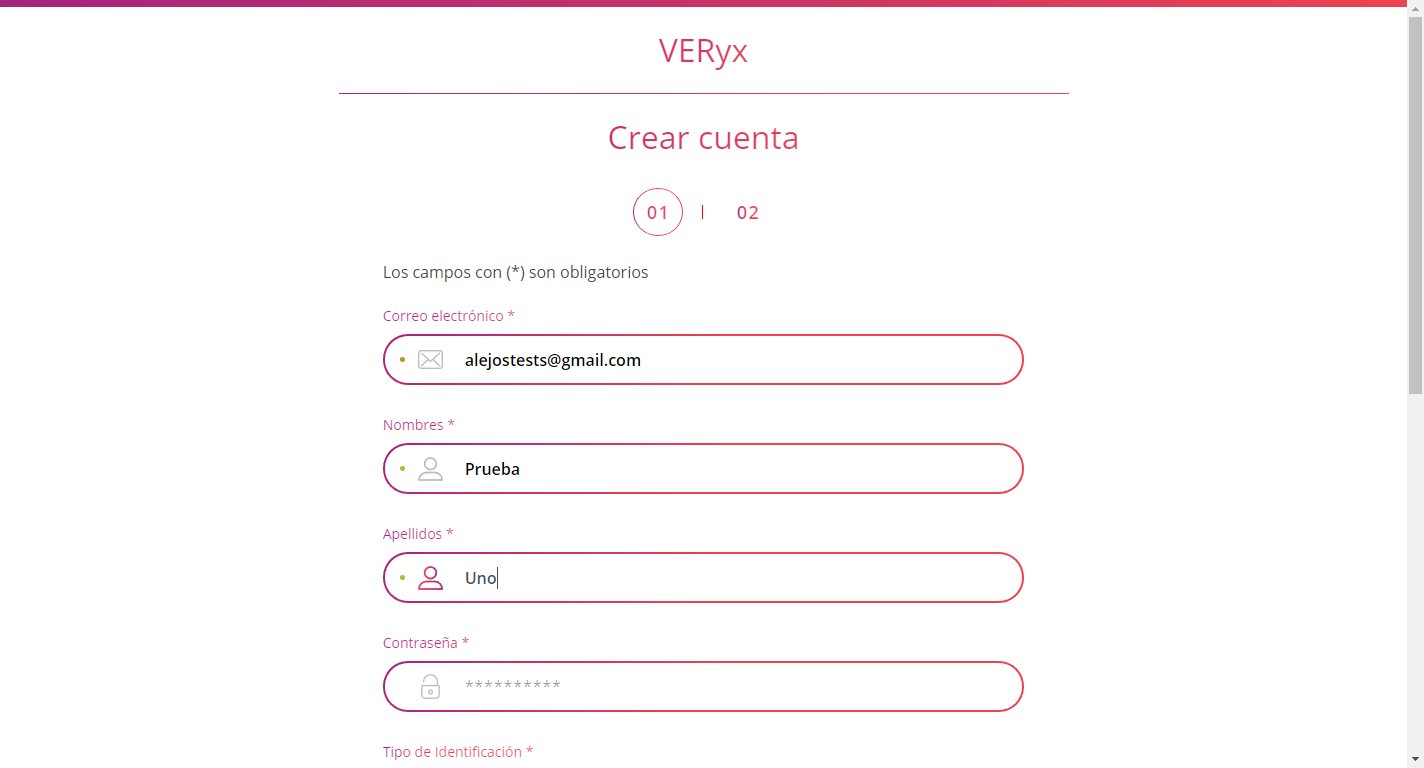 VERyx
Crear cuenta
01 | 02
Los campos con (*) son obligatorios
Correo electrónico *
alejostests@gmail.com
Nombres *
Prueba
Apellidos *
Uno
Contraseña *
**********
Tipo de Identificación *